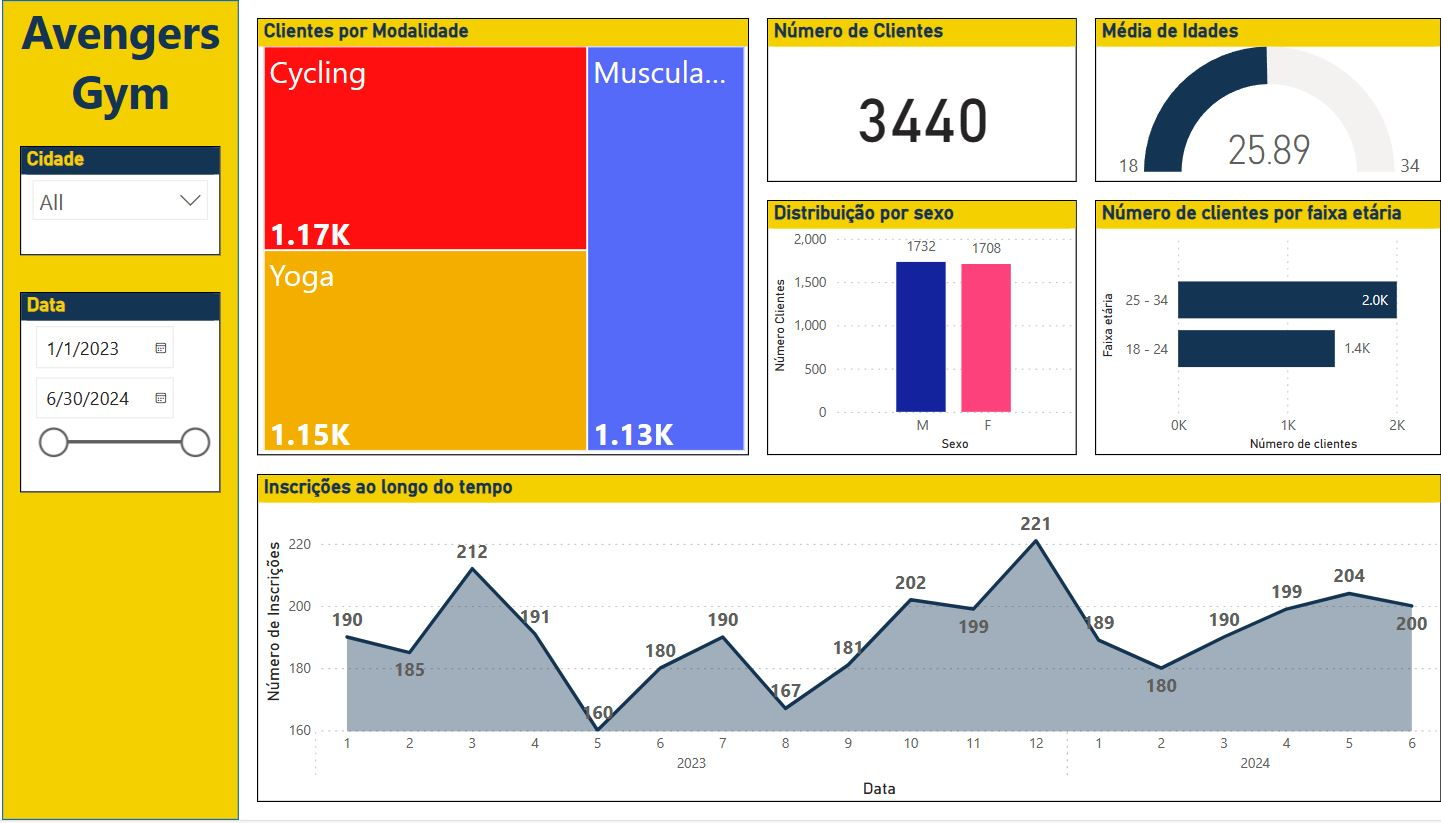 Avengers
Gym
Cidade
All
Data
1/1/2023
6/30/2024
Clientes por Modalidade
Cycling
1.17K
Yoga
1.15K
Muscula...
1.13K
Número de Clientes
3440
Média de Idades
25.89
18
34
Distribuição por sexo
Número Clientes
2,000
1,500
1,000
500
0
1732
1708
M
F
Sexo
Número de clientes por faixa etária
Faixa etária
25 - 34
2.0K
18 - 24
1.4K
0K
1K
2K
Número de clientes
Inscrições ao longo do tempo
Número de Inscrições
220
200
180
160
190
185
212
191
160
180
190
167
181
202
199
221
189
180
190
199
204
200
1
2
3
4
5
6
7
8
9
10
11
12
1
2
3
4
5
6
2023
2024
Data